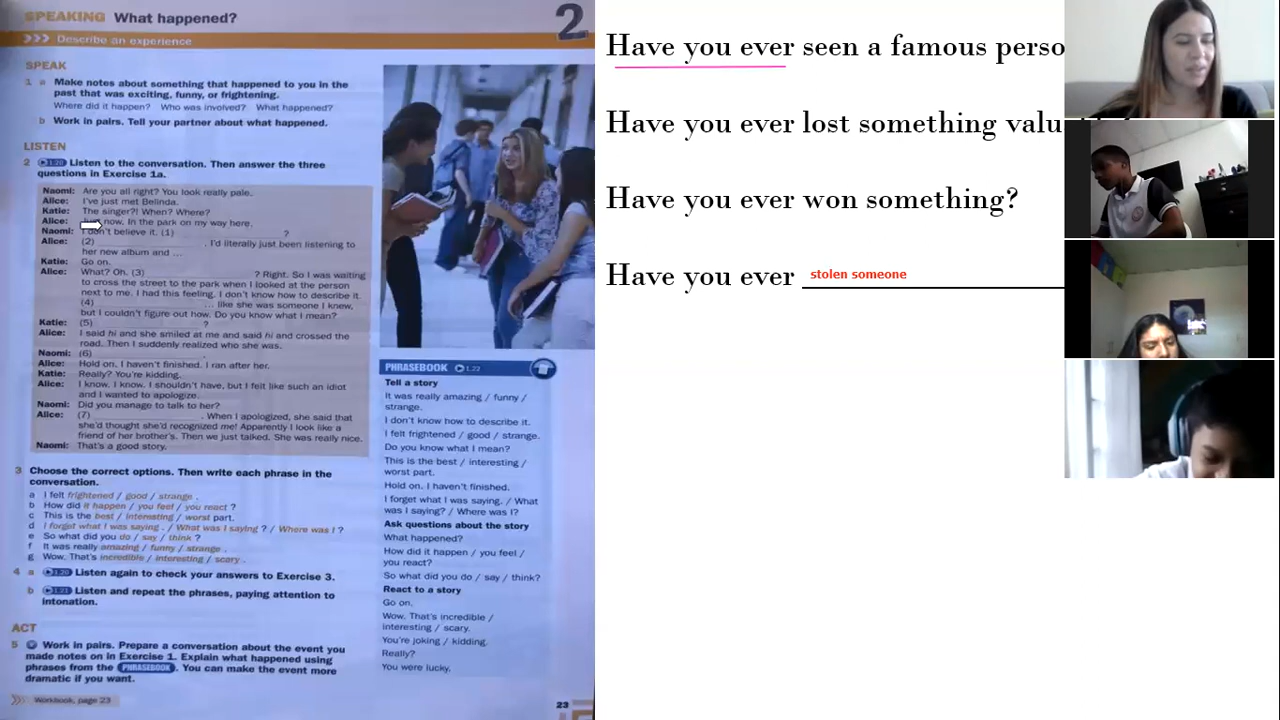 SPEAKING What happened?
2
>>> Describe an experience
SPEAK
1 a Make notes about something that happened to you in the
past that was exciting, funny, or frightening.
Where did it happen? Who was involved? What happened?
b Work in pairs. Tell your partner about what happened.
LISTEN
2 1.20 Listen to the conversation. Then answer the three
questions in Exercise 1a.
Naomi: Are you all right? You look really pale.
Alice: I've just met Belinda.
Katie: The singer?! When? Where?
Alice: Just now. In the park on my way here.
Naomi: I don't believe it. (1) ?
Alice: (2) . I'd literally just been listening to
her new album and ...
Katie: Go on.
Alice: What? Oh. (3) ? Right. So I was waiting
to cross the street to the park when I looked at the person
next to me. I had this feeling. I don't know how to describe it.
(4) ... like she was someone I knew,
but I couldn't figure out how. Do you know what I mean?
Katie: (5) ?
Alice: I said hi and she smiled at me and said hi and crossed the
road. Then I suddenly realized who she was.
Naomi: (6) .
Alice: Hold on. I haven't finished. I ran after her.
Katie: Really? You're kidding.
Alice: I know, I know. I shouldn't have, but I felt like such an idiot
and I wanted to apologize.
Naomi: Did you manage to talk to her?
Alice: (7) . When I apologized, she said that
she'd thought she'd recognized me! Apparently I look like a
friend of her brother's. Then we just talked. She was really nice.
Naomi: That's a good story.
3 Choose the correct options. Then write each phrase in the
conversation.
a I felt frightened / good / strange .
b How did it happen / you feel / you react ?
c This is the best / interesting / worst part.
d I forget what I was saying . / What was I saying ? / Where was I ?
e So what did you do / say / think ?
f It was really amazing / funny / strange .
g Wow. That's incredible / interesting / scary .
4 a 1.20 Listen again to check your answers to Exercise 3.
b 1.21 Listen and repeat the phrases, paying attention to
intonation.
ACT
5 Work in pairs. Prepare a conversation about the event you
made notes on in Exercise 1. Explain what happened using
phrases from the PHRASEBOOK . You can make the event more
dramatic if you want.
Workbook, page 23
PHRASEBOOK 1.22
Tell a story
It was really amazing / funny /
strange.
I don't know how to describe it.
I felt frightened / good / strange.
Do you know what I mean?
This is the best / interesting /
worst part.
Hold on. I haven't finished.
I forget what I was saying. / What
was I saying? / Where was I?
Ask questions about the story
What happened?
How did it happen / you feel /
you react?
So what did you do / say / think?
React to a story
Go on.
Wow. That's incredible /
interesting / scary.
You're joking / kidding.
Really?
You were lucky.
23
Have you ever seen a famous perso
Have you ever lost something valu
Have you ever won something?
Have you ever stolen someone